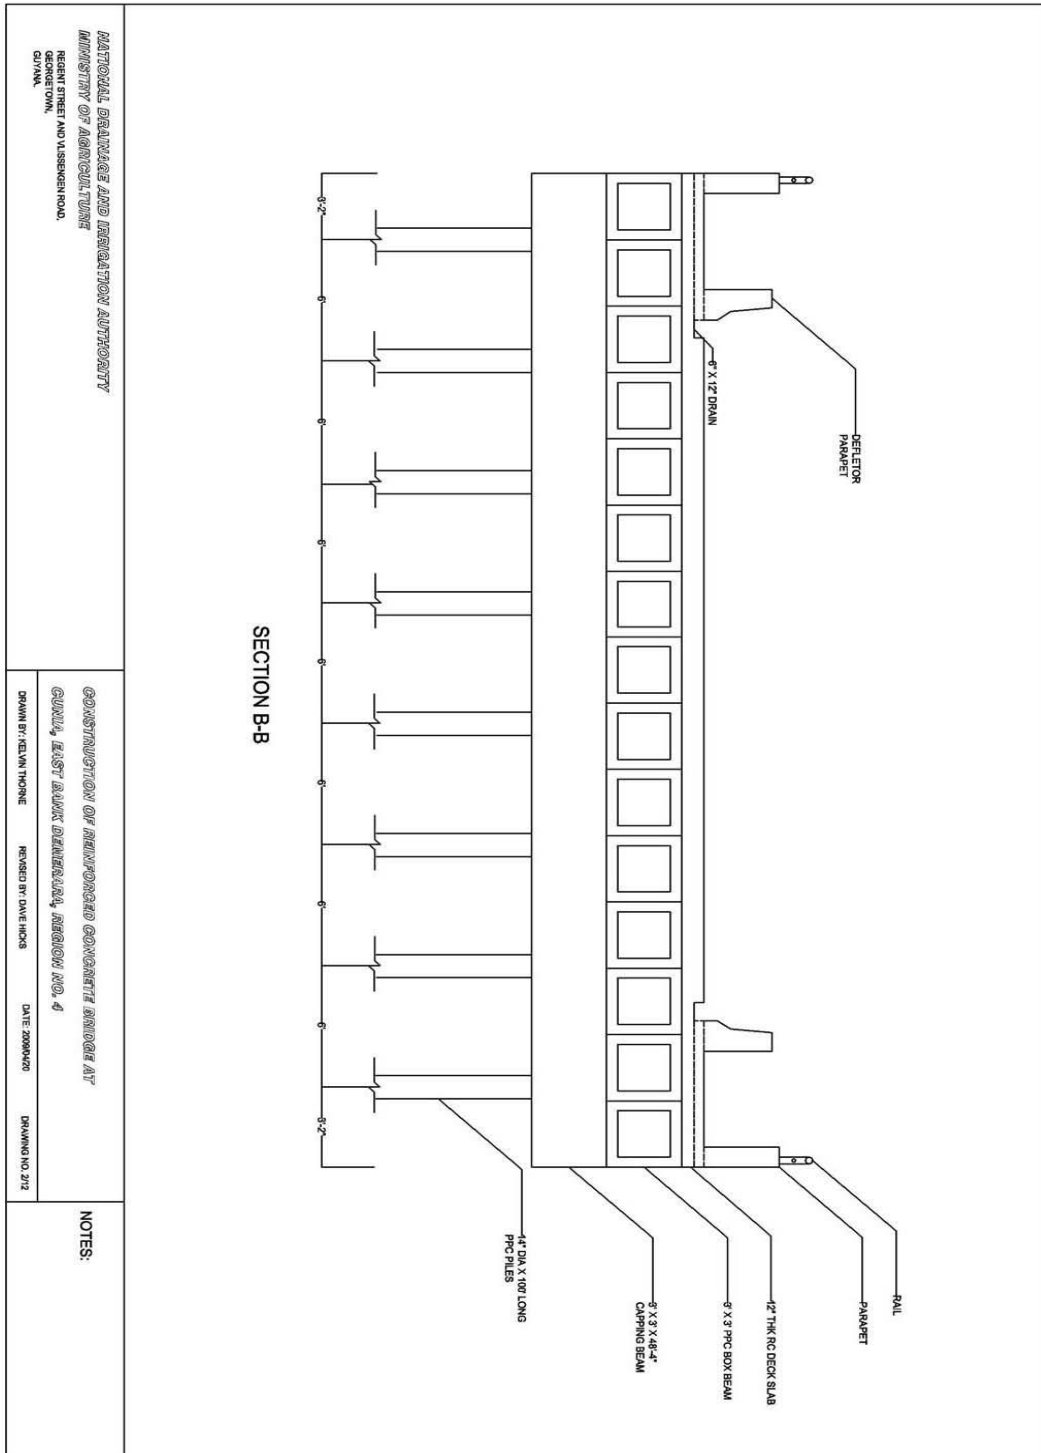 RAIL
PARAPET
DEFLETOR
PARAPET
12" THK RC DECK SLAB
3' X 3' PPC BOX BEAM
6" X 12" DRAIN
3' X 3' X 48'-4"
CAPPING BEAM
14" DIA X 100' LONG
PPC PILES
3'-2" 6' 6' 6' 6' 6' 6' 6' 3'-2"
SECTION B-B
NATIONAL DRAINAGE AND IRRIGATION AUTHORITY
MINISTRY OF AGRICULTURE
REGENT STREET AND VLISSENGEN ROAD,
GEORGETOWN,
GUYANA.
CONSTRUCTION OF REINFORCED CONCRETE BRIDGE AT
CUNIA, EAST BANK DEMERARA, REGION NO. 4
DRAWN BY: KELVIN THORNE REVISED BY: DAVE HICKS DATE: 2009/04/20 DRAWING NO. 2/12
NOTES: